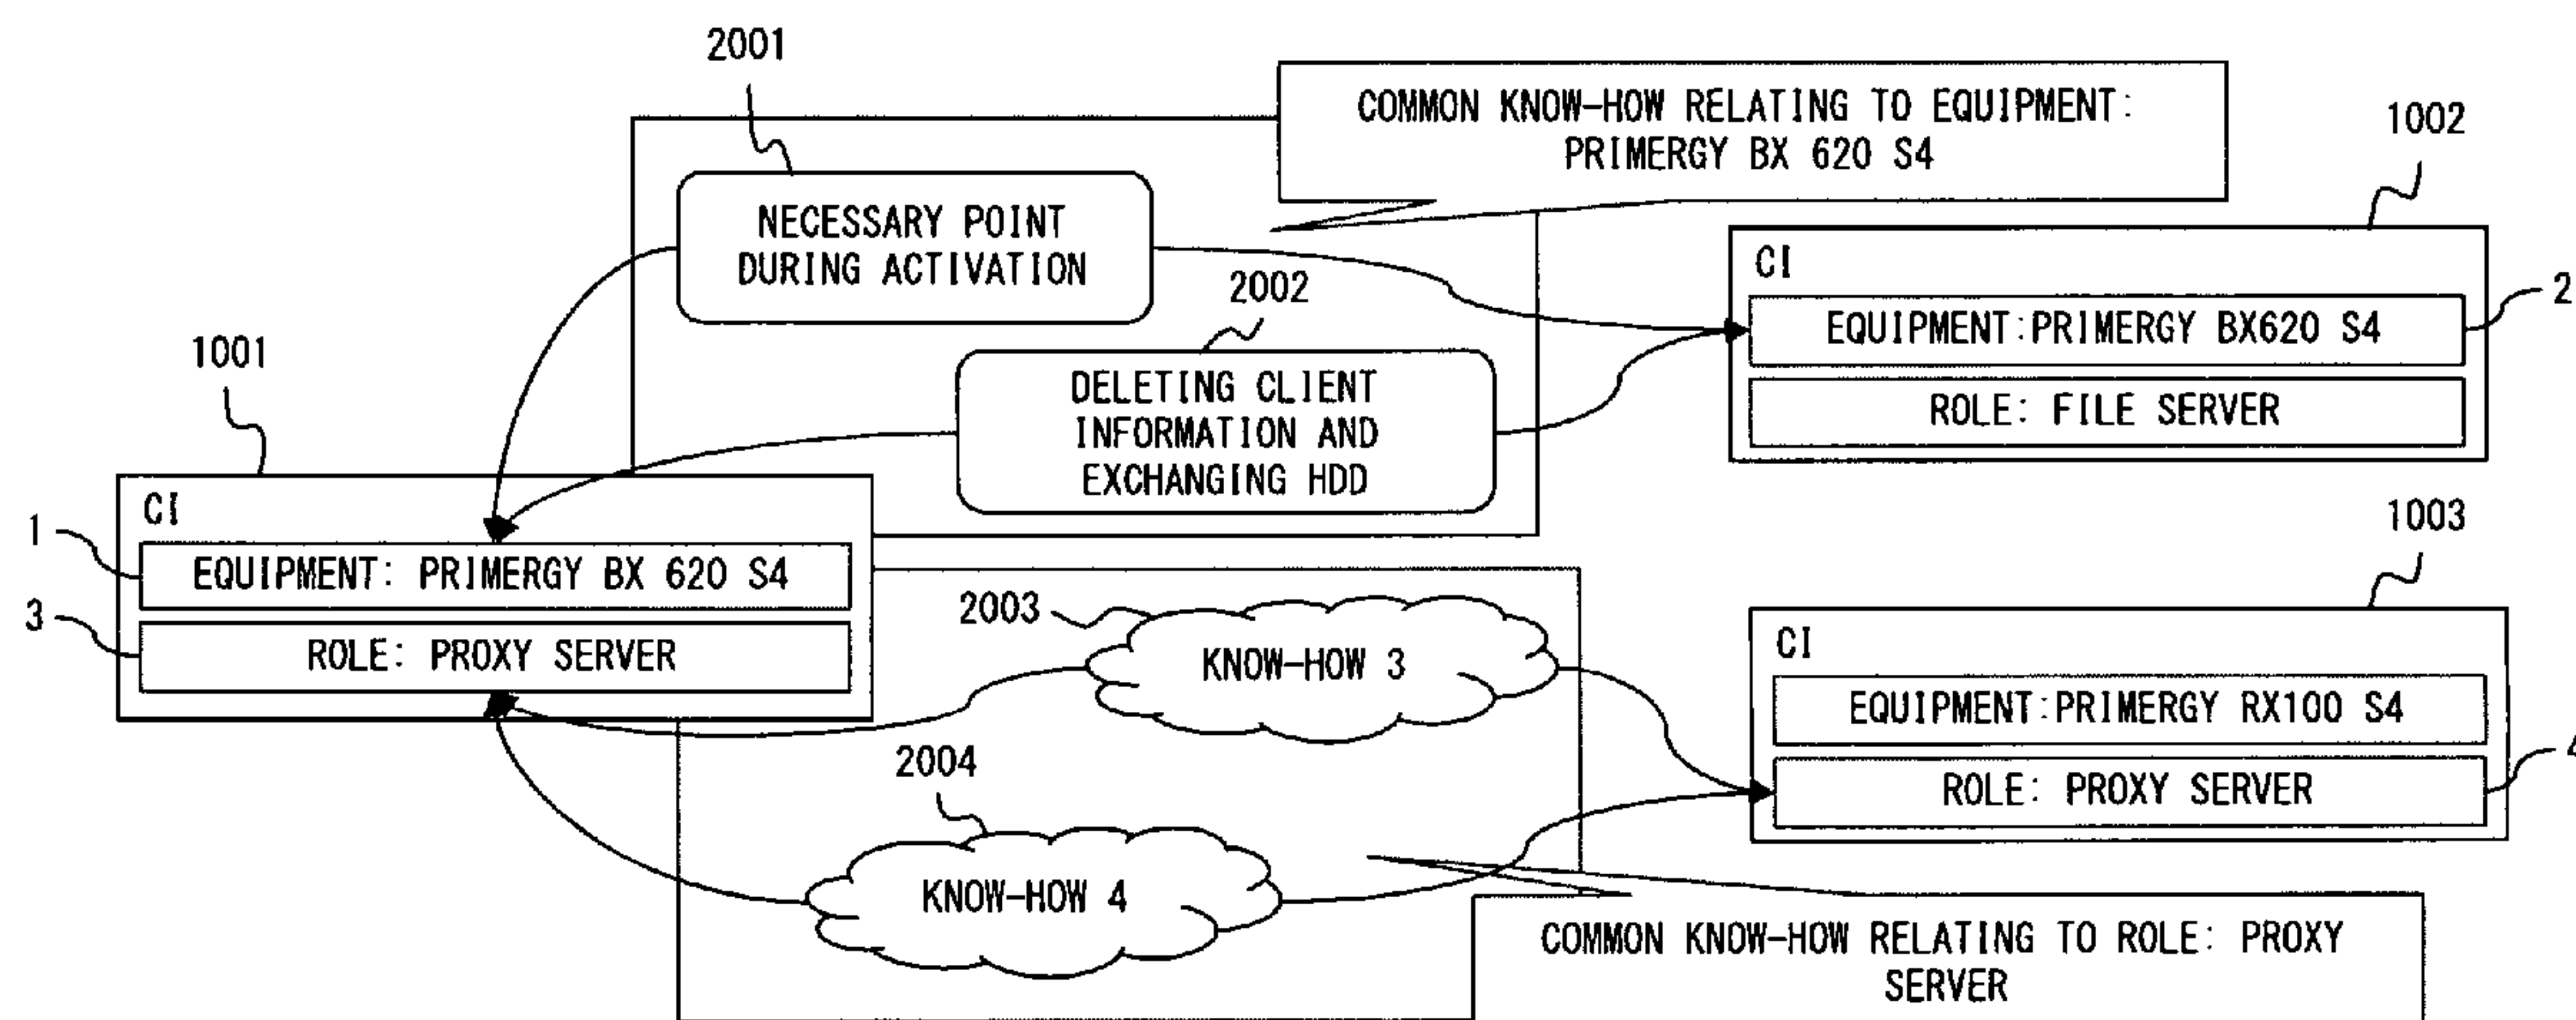 2001
COMMON KNOW-HOW RELATING TO EQUIPMENT:
PRIMERGY BX 620 S4
1002
NECESSARY POINT
DURING ACTIVATION
2002
CI
EQUIPMENT:PRIMERGY BX620 S4
2
ROLE: FILE SERVER
DELETING CLIENT
INFORMATION AND
EXCHANGING HDD
1001
CI
1
EQUIPMENT: PRIMERGY BX 620 S4
3
ROLE: PROXY SERVER
1003
2003
KNOW-HOW 3
CI
EQUIPMENT:PRIMERGY RX100 S4
ROLE: PROXY SERVER
4
2004
KNOW-HOW 4
COMMON KNOW-HOW RELATING TO ROLE: PROXY
SERVER